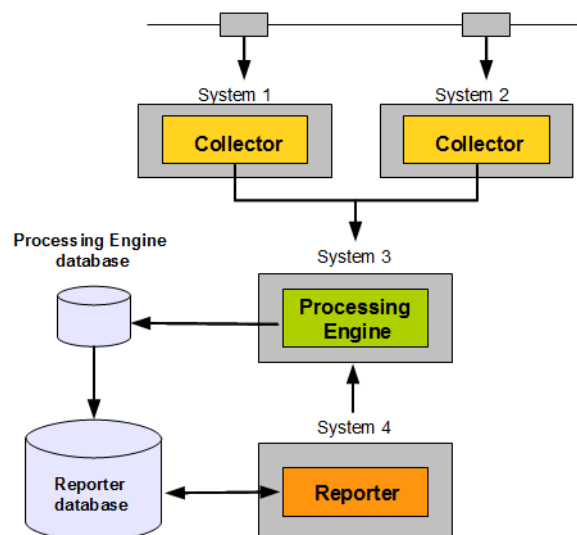 System 1
System 2
Collector
Collector
Processing Engine
database
System 3
Processing
Engine
System 4
Reporter
database
Reporter